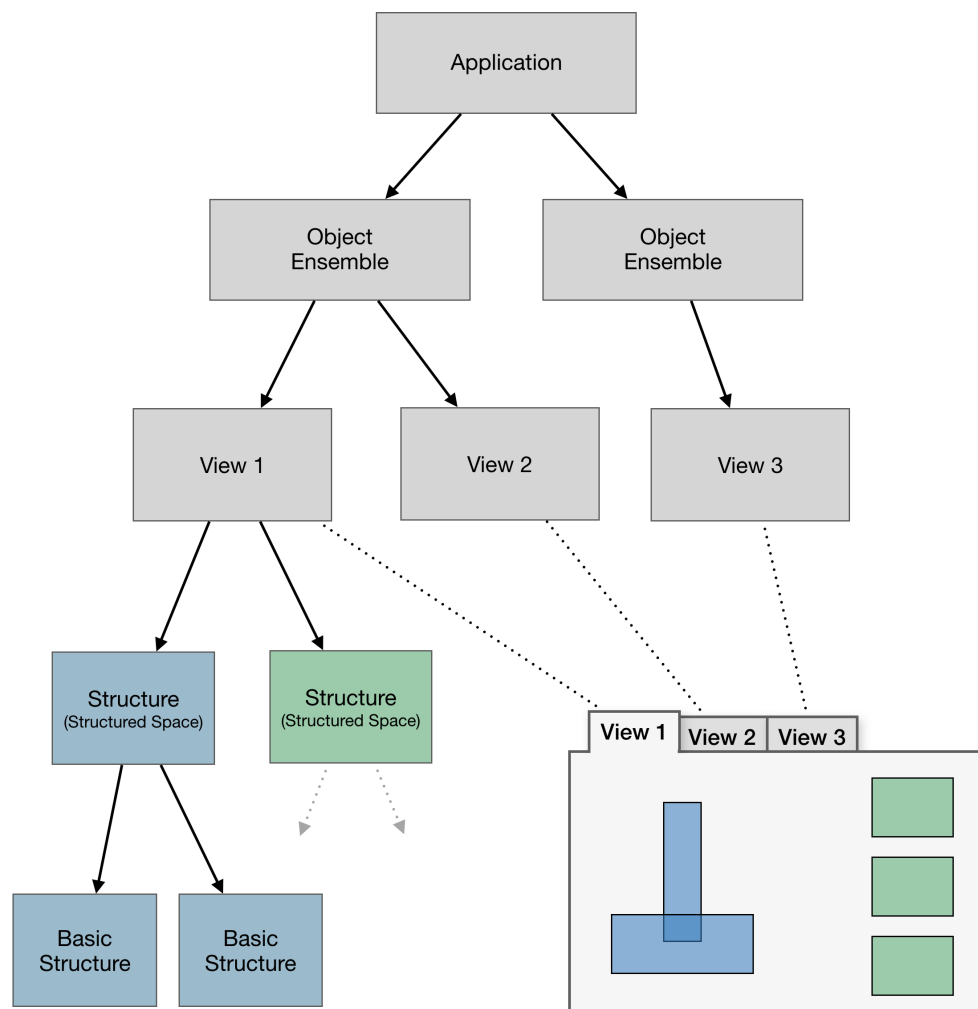 Application
Object
Ensemble
Object
Ensemble
View 1
View 2
View 3
Structure
(Structured Space)
Structure
(Structured Space)
View 1
View 2
View 3
Basic
Structure
Basic
Structure